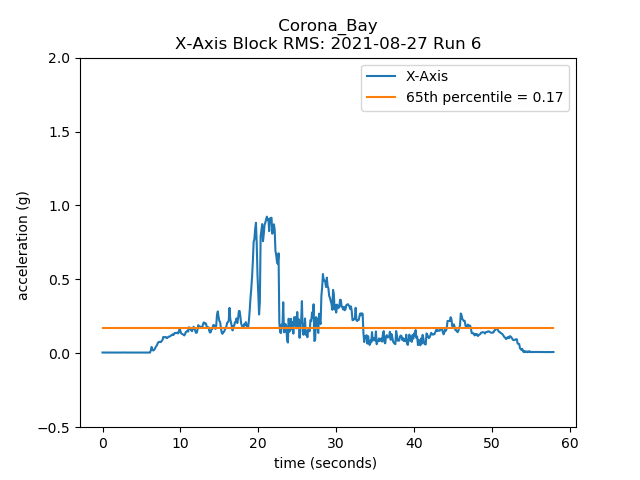 Corona_Bay
X-Axis Block RMS: 2021-08-27 Run 6
2.0
X-Axis
65th percentile = 0.17
1.5
1.0
acceleration (g)
0.5
0.0
−0.5
0 10 20 30 40 50 60
time (seconds)